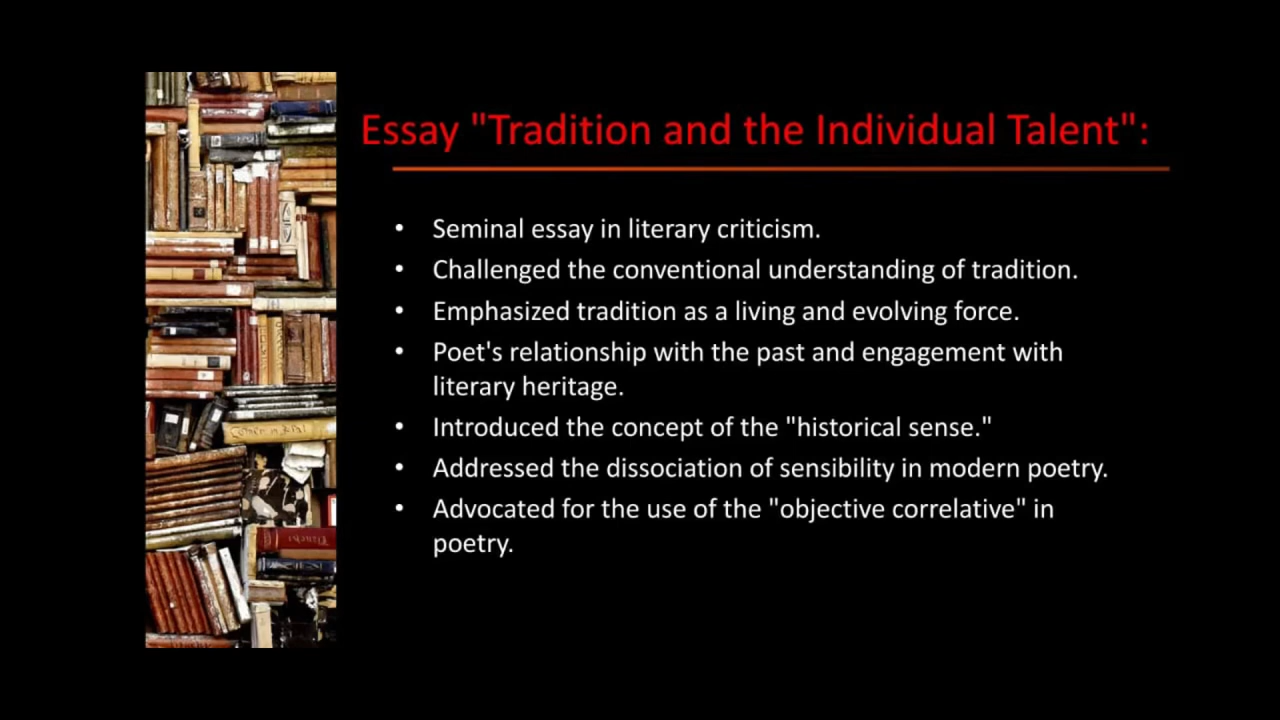 Essay "Tradition and the Individual Talent":
• Seminal essay in literary criticism.
• Challenged the conventional understanding of tradition.
• Emphasized tradition as a living and evolving force.
• Poet's relationship with the past and engagement with
literary heritage.
• Introduced the concept of the "historical sense."
• Addressed the dissociation of sensibility in modern poetry.
• Advocated for the use of the "objective correlative" in
poetry.